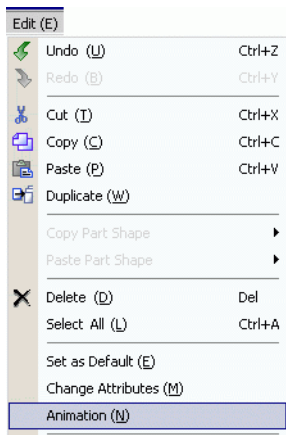 Edit (E)
Undo (U) Ctrl+Z
Redo (B) Ctrl+Y
Cut (T) Ctrl+X
Copy (C) Ctrl+C
Paste (P) Ctrl+V
Duplicate (W)
Copy Part Shape
Paste Part Shape
Delete (D) Del
Select All (L) Ctrl+A
Set as Default (E)
Change Attributes (M)
Animation (N)